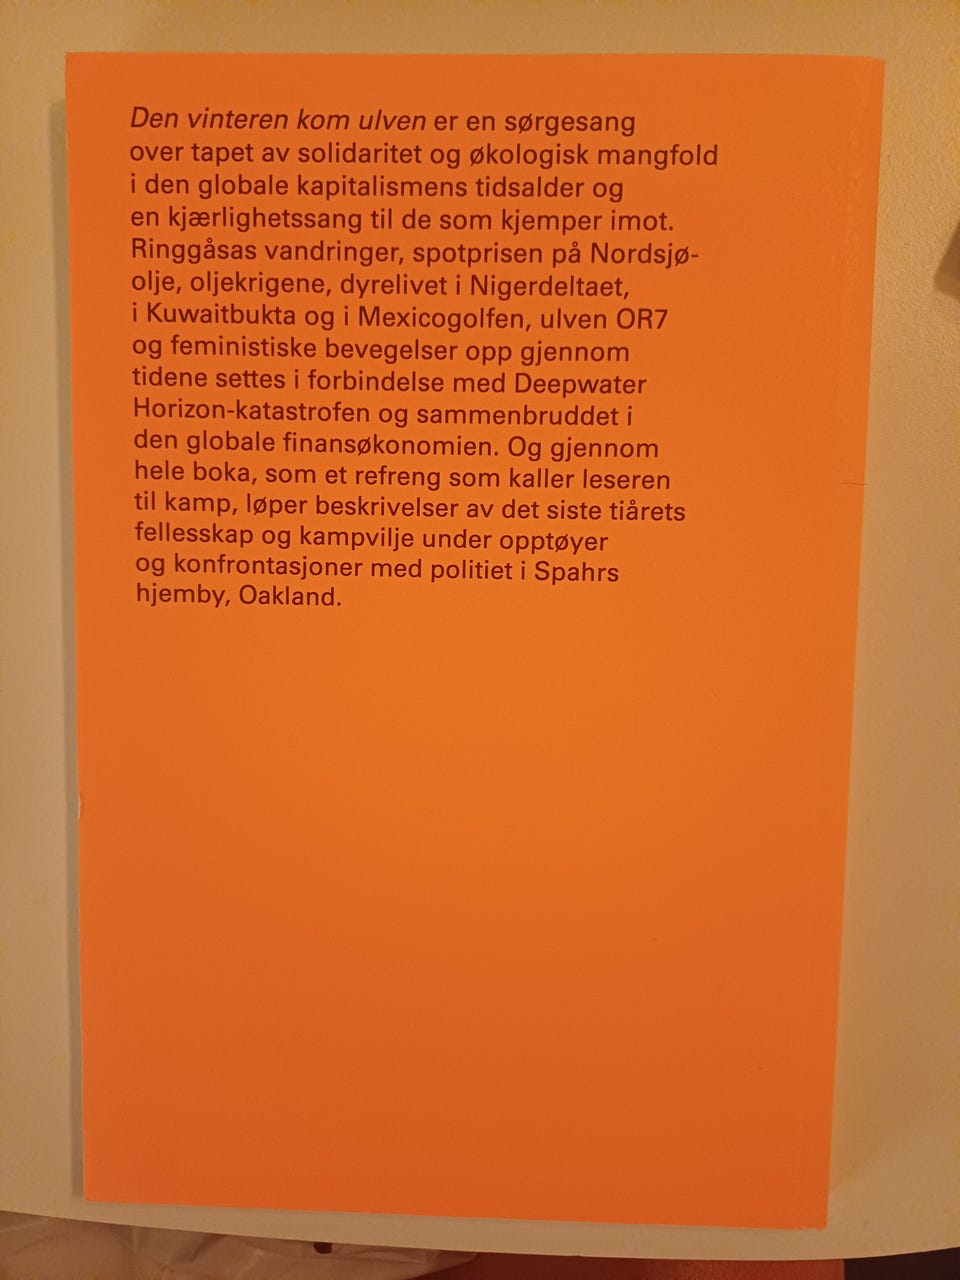 Den vinteren kom ulven er en sørgesang
over tapet av solidaritet og økologisk mangfold
i den globale kapitalismens tidsalder og
en kjærlighetssang til de som kjemper imot.
Ringgåsas vandringer, spotprisen på Nordsjø-
olje, oljekrigene, dyrelivet i Nigerdeltaet,
i Kuwaitbukta og i Mexicogolfen, ulven OR7
og feministiske bevegelser opp gjennom
tidene settes i forbindelse med Deepwater
Horizon-katastrofen og sammenbruddet i
den globale finansøkonomien. Og gjennom
hele boka, som et refreng som kaller leseren
til kamp, løper beskrivelser av det siste tiårets
fellesskap og kampvilje under opptøyer
og konfrontasjoner med politiet i Spahrs
hjemby, Oakland.